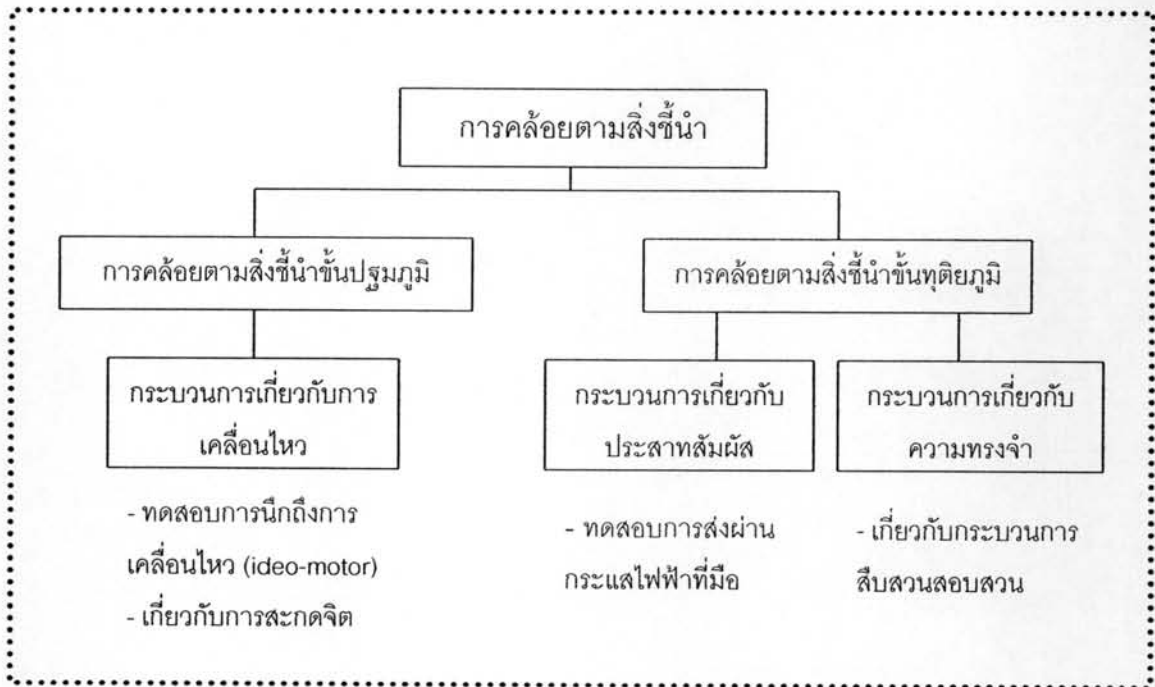 การคล้อยตามสิ่งชี้นำ
การคล้อยตามสิ่งชี้นำขั้นปฐมภูมิ
การคล้อยตามสิ่งชี้นำขั้นทุติยภูมิ
กระบวนการเกี่ยวกับการ
เคลื่อนไหว
กระบวนการเกี่ยวกับ
ประสาทสัมผัส
กระบวนการเกี่ยวกับ
ความทรงจำ
- ทดสอบการนึกถึงการ
เคลื่อนไหว (ideo-motor)
- เกี่ยวกับการสะกดจิต
- ทดสอบการส่งผ่าน
กระแสไฟฟ้าที่มือ
- เกี่ยวกับกระบวนการ
สืบสวนสอบสวน